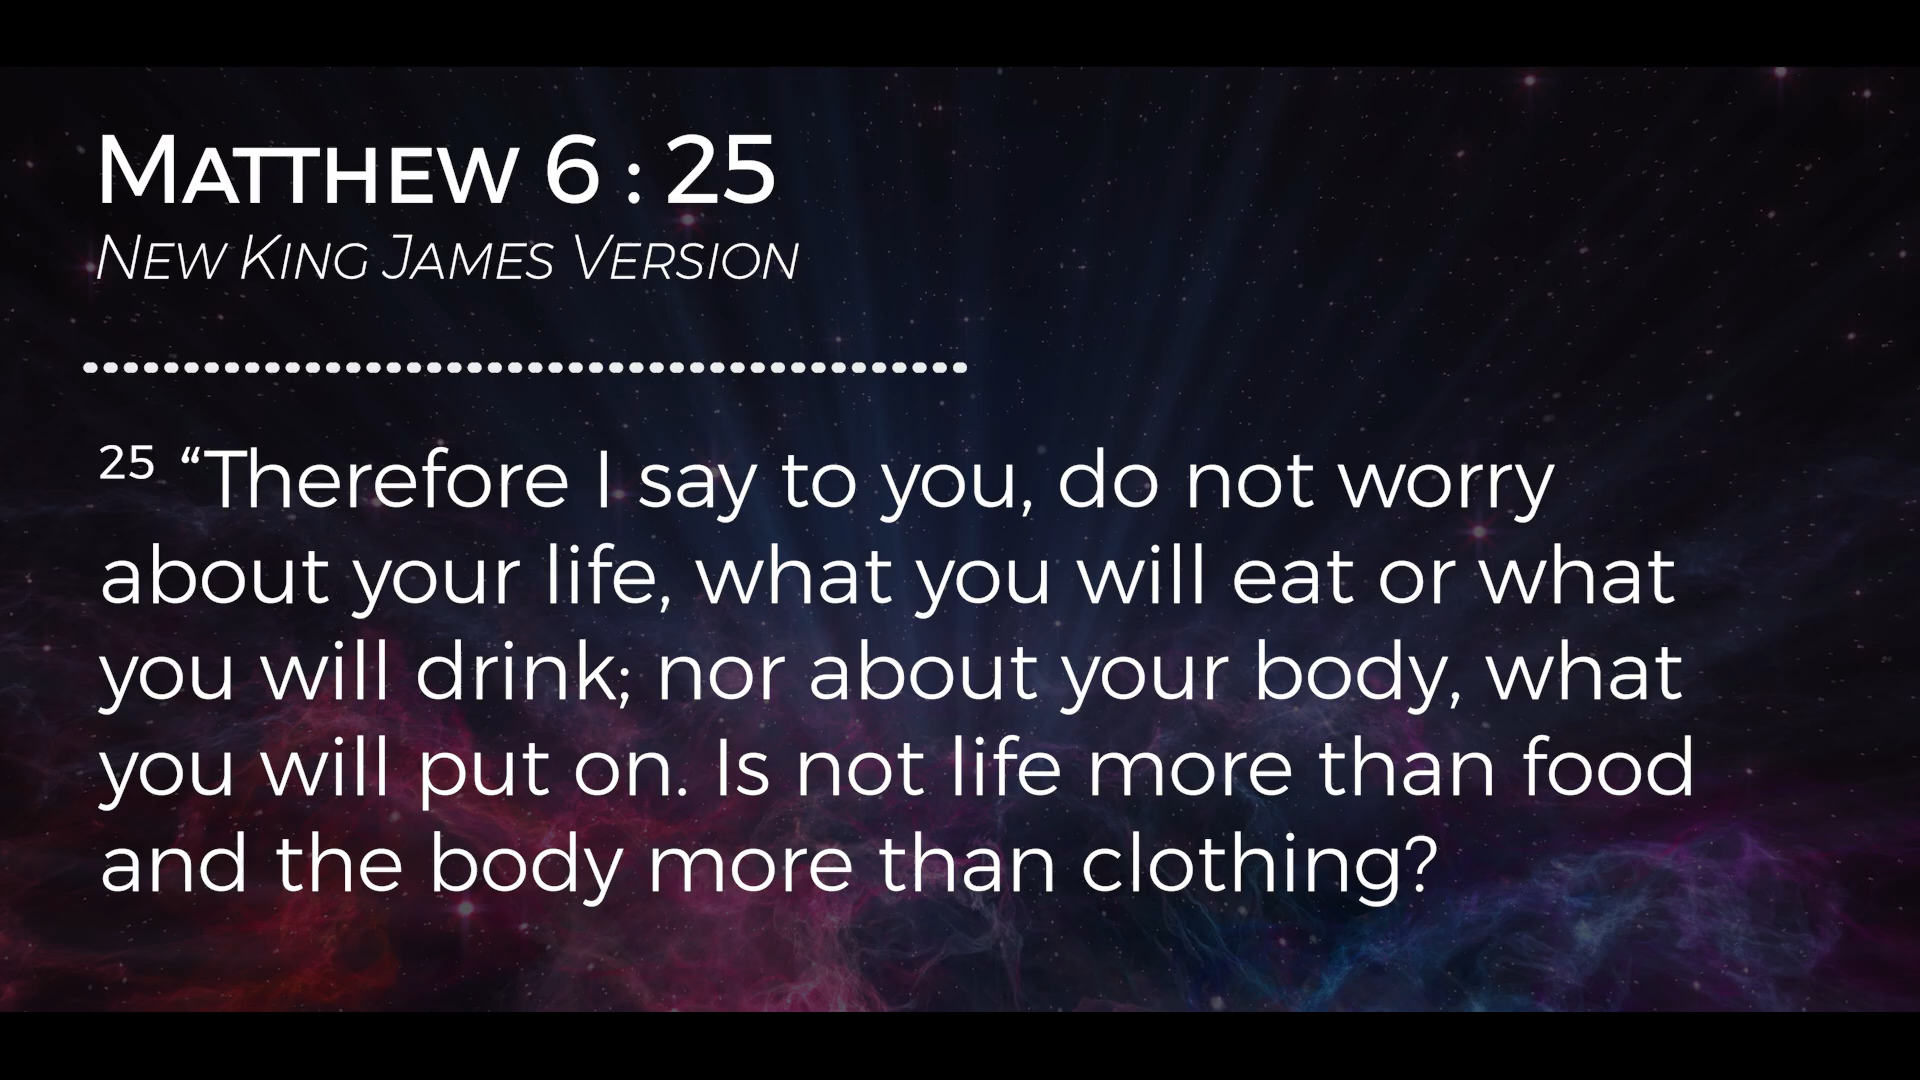 MATTHEW 6 : 25
NEW KING JAMES VERSION
25 “Therefore I say to you, do not worry
about your life, what you will eat or what
you will drink; nor about your body, what
you will put on. Is not life more than food
and the body more than clothing?